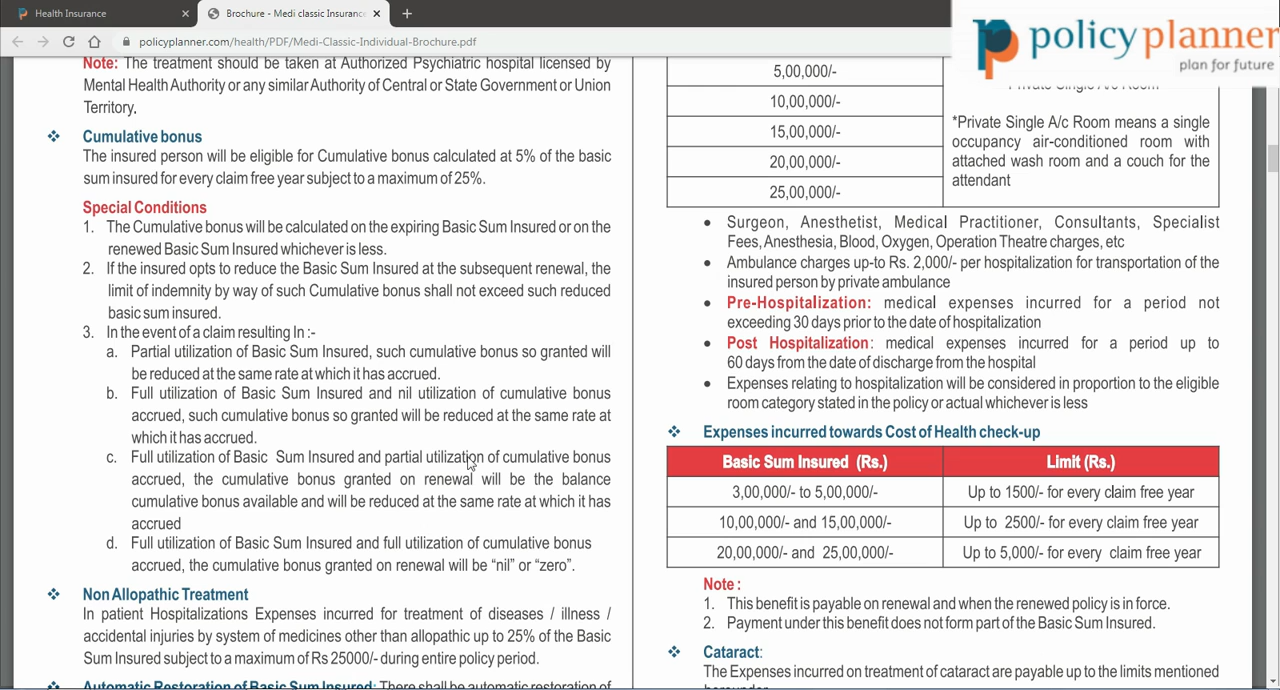 Health Insurance
Brochure - Medi classic Insurance
policyplanner.com/health/PDF/Medi-Classic-Individual-Brochure.pdf
policyplanner
plan for future
Note: The treatment should be taken at Authorized Psychiatric hospital licensed by
Mental Health Authority or any similar Authority of Central or State Government or Union
Territory.
❖ Cumulative bonus
The insured person will be eligible for Cumulative bonus calculated at 5% of the basic
sum insured for every claim free year subject to a maximum of 25%.
Special Conditions
1. The Cumulative bonus will be calculated on the expiring Basic Sum Insured or on the
renewed Basic Sum Insured whichever is less.
2. If the insured opts to reduce the Basic Sum Insured at the subsequent renewal, the
limit of indemnity by way of such Cumulative bonus shall not exceed such reduced
basic sum insured.
3. In the event of a claim resulting In :-
a. Partial utilization of Basic Sum Insured, such cumulative bonus so granted will
be reduced at the same rate at which it has accrued.
b. Full utilization of Basic Sum Insured and nil utilization of cumulative bonus
accrued, such cumulative bonus so granted will be reduced at the same rate at
which it has accrued.
c. Full utilization of Basic Sum Insured and partial utilization of cumulative bonus
accrued, the cumulative bonus granted on renewal will be the balance
cumulative bonus available and will be reduced at the same rate at which it has
accrued
d. Full utilization of Basic Sum Insured and full utilization of cumulative bonus
accrued, the cumulative bonus granted on renewal will be “nil” or “zero”.
❖ Non Allopathic Treatment
In patient Hospitalizations Expenses incurred for treatment of diseases / illness /
accidental injuries by system of medicines other than allopathic up to 25% of the Basic
Sum Insured subject to a maximum of Rs 25000/- during entire policy period.
❖ Automatic Restoration of Basic Sum Insured: There shall be automatic restoration of
5,00,000/-
10,00,000/-
15,00,000/-
20,00,000/-
25,00,000/-
Private Single A/c Room
*Private Single A/c Room means a single
occupancy air-conditioned room with
attached wash room and a couch for the
attendant
• Surgeon, Anesthetist, Medical Practitioner, Consultants, Specialist
Fees, Anesthesia, Blood, Oxygen, Operation Theatre charges, etc
• Ambulance charges up-to Rs. 2,000/- per hospitalization for transportation of the
insured person by private ambulance
• Pre-Hospitalization: medical expenses incurred for a period not
exceeding 30 days prior to the date of hospitalization
• Post Hospitalization: medical expenses incurred for a period up to
60 days from the date of discharge from the hospital
• Expenses relating to hospitalization will be considered in proportion to the eligible
room category stated in the policy or actual whichever is less
❖ Expenses incurred towards Cost of Health check-up
Basic Sum Insured (Rs.) Limit (Rs.)
3,00,000/- to 5,00,000/- Up to 1500/- for every claim free year
10,00,000/- and 15,00,000/- Up to 2500/- for every claim free year
20,00,000/- and 25,00,000/- Up to 5,000/- for every claim free year
Note :
1. This benefit is payable on renewal and when the renewed policy is in force.
2. Payment under this benefit does not form part of the Basic Sum Insured.
❖ Cataract:
The Expenses incurred on treatment of cataract are payable up to the limits mentioned